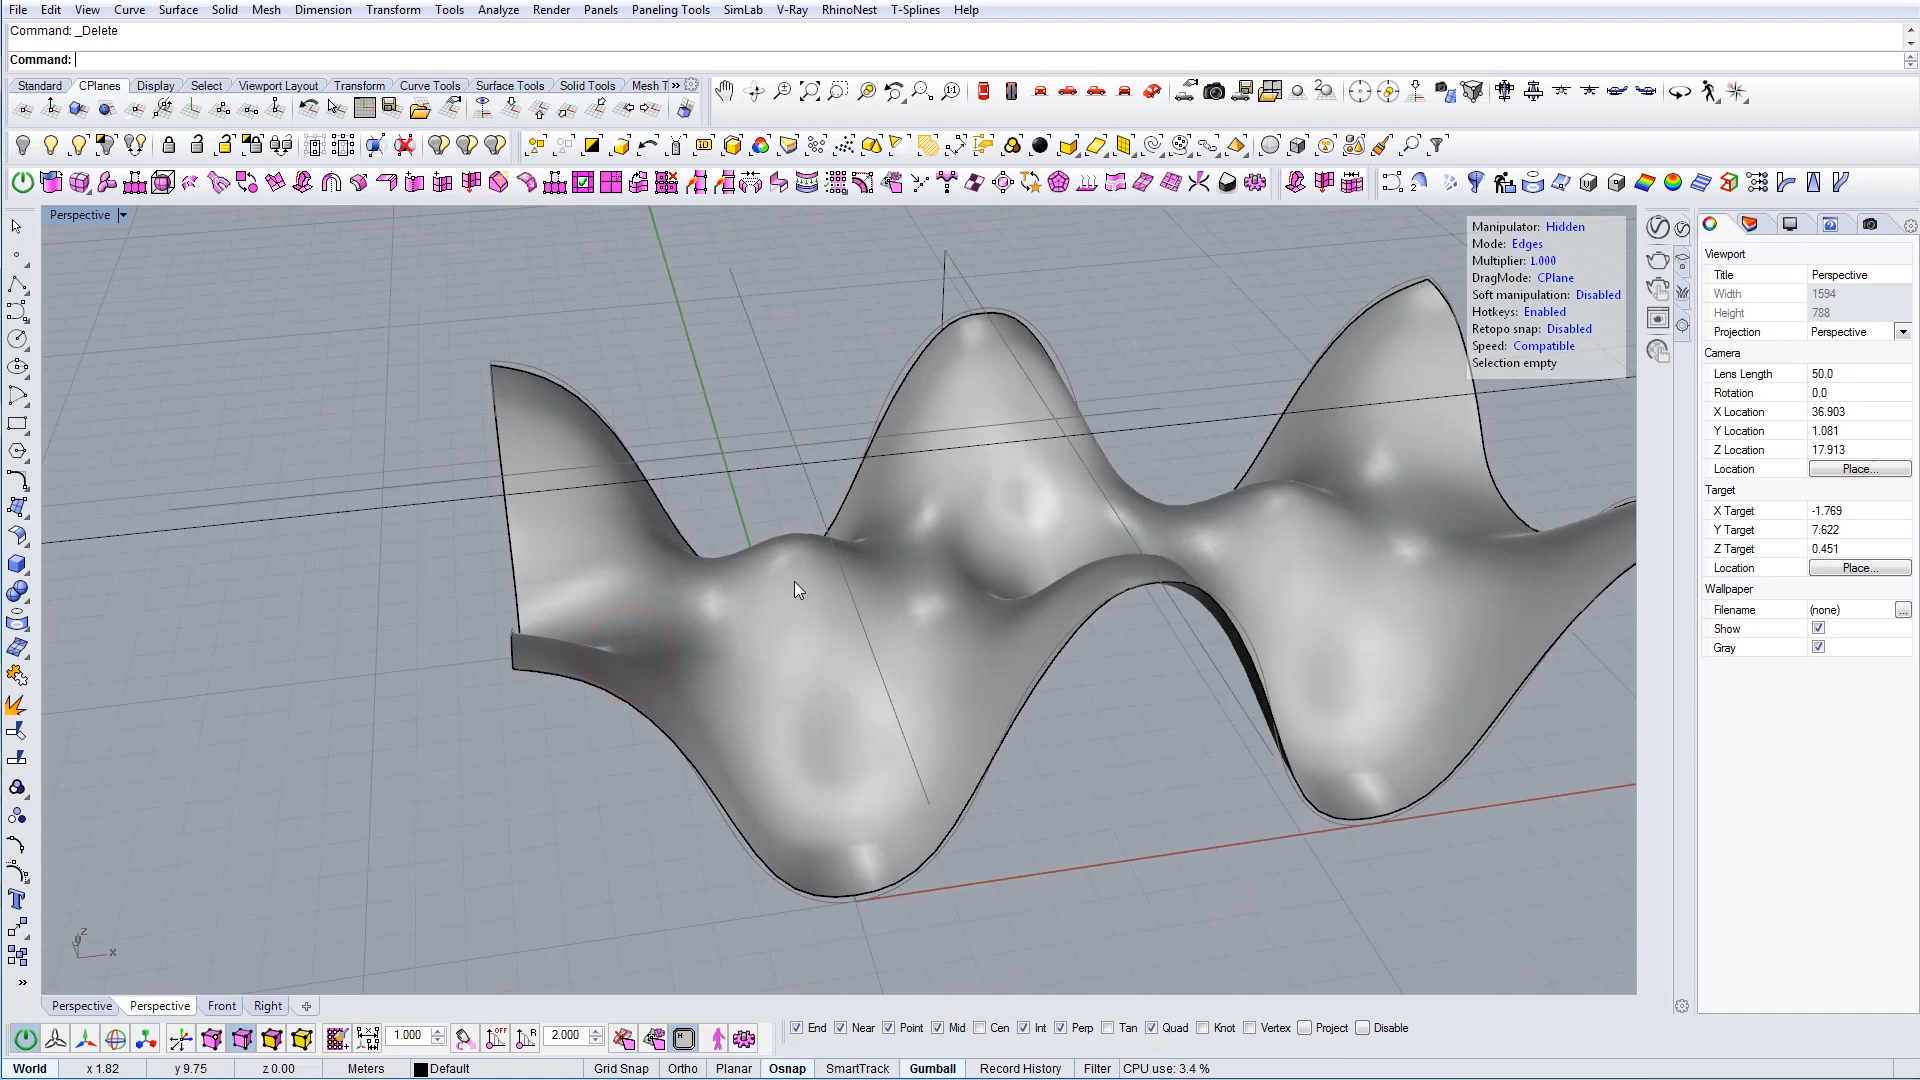 File Edit View Curve Surface Solid Mesh Dimension Transform Tools Analyze Render Panels Paneling Tools SimLab V-Ray RhinoNest T-Splines Help
Command: _Delete
Command:
Standard CPlanes Display Select Viewport Layout Transform Curve Tools Surface Tools Solid Tools Mesh T
Perspective
Manipulator: Hidden
Mode: Edges
Multiplier: 1.000
DragMode: CPlane
Soft manipulation: Disabled
Hotkeys: Enabled
Retopo snap: Disabled
Speed: Compatible
Selection empty
Viewport
Title Perspective
Width 1594
Height 788
Projection Perspective
Camera
Lens Length 50.0
Rotation 0.0
X Location 36.903
Y Location 1.081
Z Location 17.913
Location Place...
Target
X Target -1.769
Y Target 7.622
Z Target 0.451
Location Place...
Wallpaper
Filename (none) ...
Show
Gray
z
y
x
Perspective Perspective Front Right
1.000 OFF R 2.000
End Near Point Mid Cen Int Perp Tan Quad Knot Vertex Project Disable
World x 1.82 y 9.75 z 0.00 Meters Default Grid Snap Ortho Planar Osnap SmartTrack Gumball Record History Filter CPU use: 3.4 %